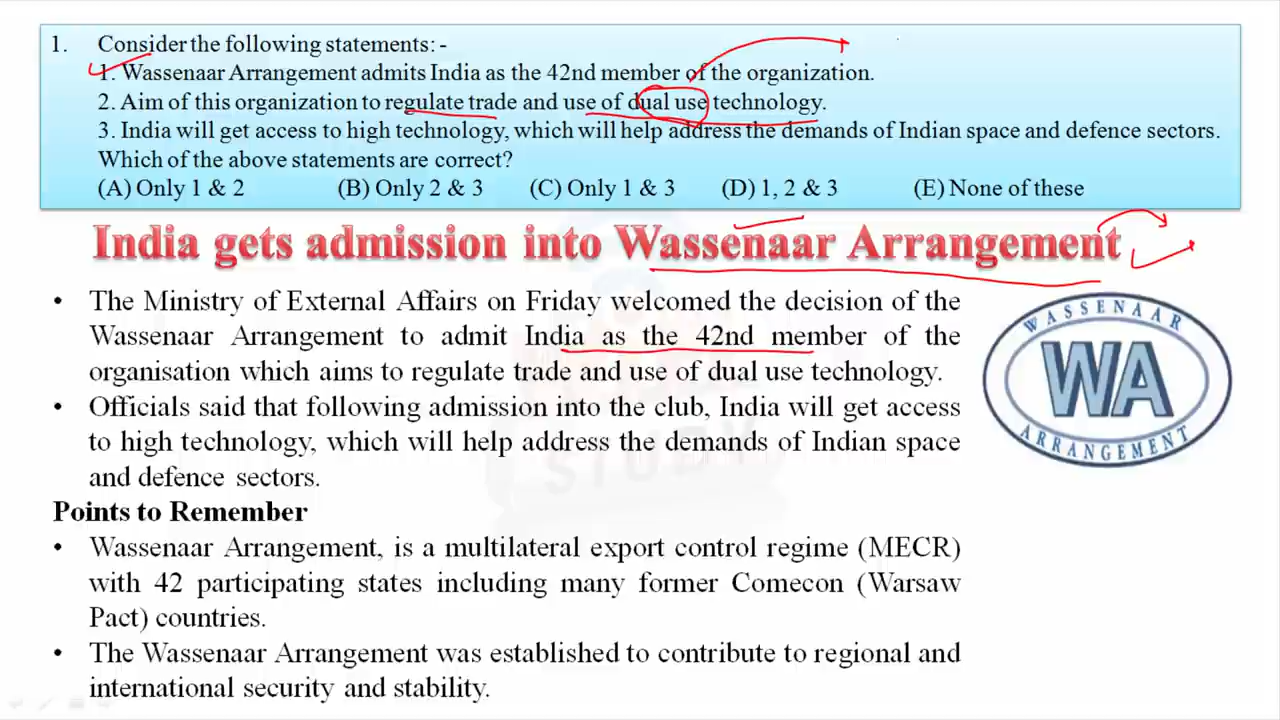 1. Consider the following statements: -
1. Wassenaar Arrangement admits India as the 42nd member of the organization.
2. Aim of this organization to regulate trade and use of dual use technology.
3. India will get access to high technology, which will help address the demands of Indian space and defence sectors.
Which of the above statements are correct?
(A) Only 1 & 2 (B) Only 2 & 3 (C) Only 1 & 3 (D) 1, 2 & 3 (E) None of these
India gets admission into Wassenaar Arrangement
• The Ministry of External Affairs on Friday welcomed the decision of the
Wassenaar Arrangement to admit India as the 42nd member of the
organisation which aims to regulate trade and use of dual use technology.
• Officials said that following admission into the club, India will get access
to high technology, which will help address the demands of Indian space
and defence sectors.
Points to Remember
• Wassenaar Arrangement, is a multilateral export control regime (MECR)
with 42 participating states including many former Comecon (Warsaw
Pact) countries.
• The Wassenaar Arrangement was established to contribute to regional and
international security and stability.
WASSENAAR
WA
ARRANGEMENT
STUDY